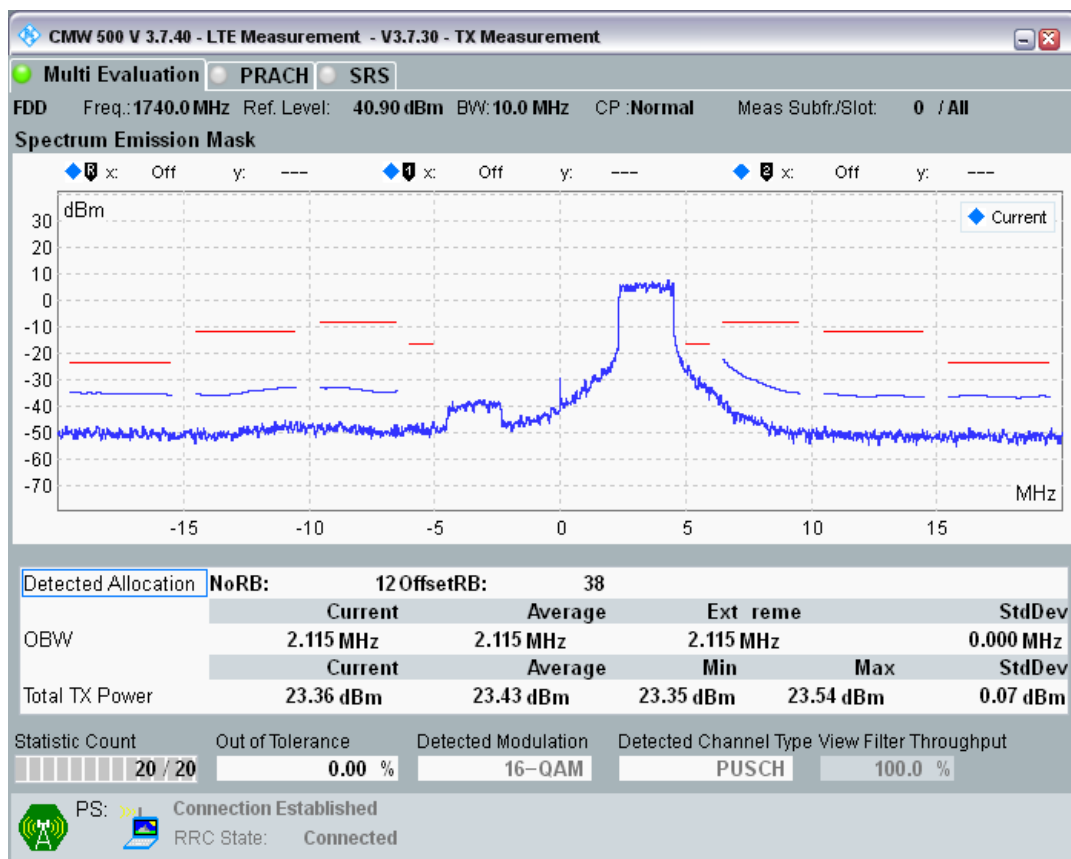 CMW 500 V 3.7.40 - LTE Measurement - V3.7.30 - TX Measurement
Multi Evaluation PRACH SRS
FDD Freq.: 1740.0 MHz Ref. Level: 40.90 dBm BW: 10.0 MHz CP :Normal Meas Subfr./Slot: 0 / All
Spectrum Emission Mask
R x: Off y: --- 1 x: Off y: --- 2 x: Off y: ---
dBm
Current
30
20
10
0
-10
-20
-30
-40
-50
-60
-70
MHz
-15 -10 -5 0 5 10 15
Detected Allocation NoRB: 12 OffsetRB: 38
Current Average Ext reme StdDev
OBW 2.115 MHz 2.115 MHz 2.115 MHz 0.000 MHz
Current Average Min Max StdDev
Total TX Power 23.36 dBm 23.43 dBm 23.35 dBm 23.54 dBm 0.07 dBm
Statistic Count Out of Tolerance Detected Modulation Detected Channel Type View Filter Throughput
20 / 20 0.00 % 16-QAM PUSCH 100.0 %
PS: Connection Established
RRC State: Connected